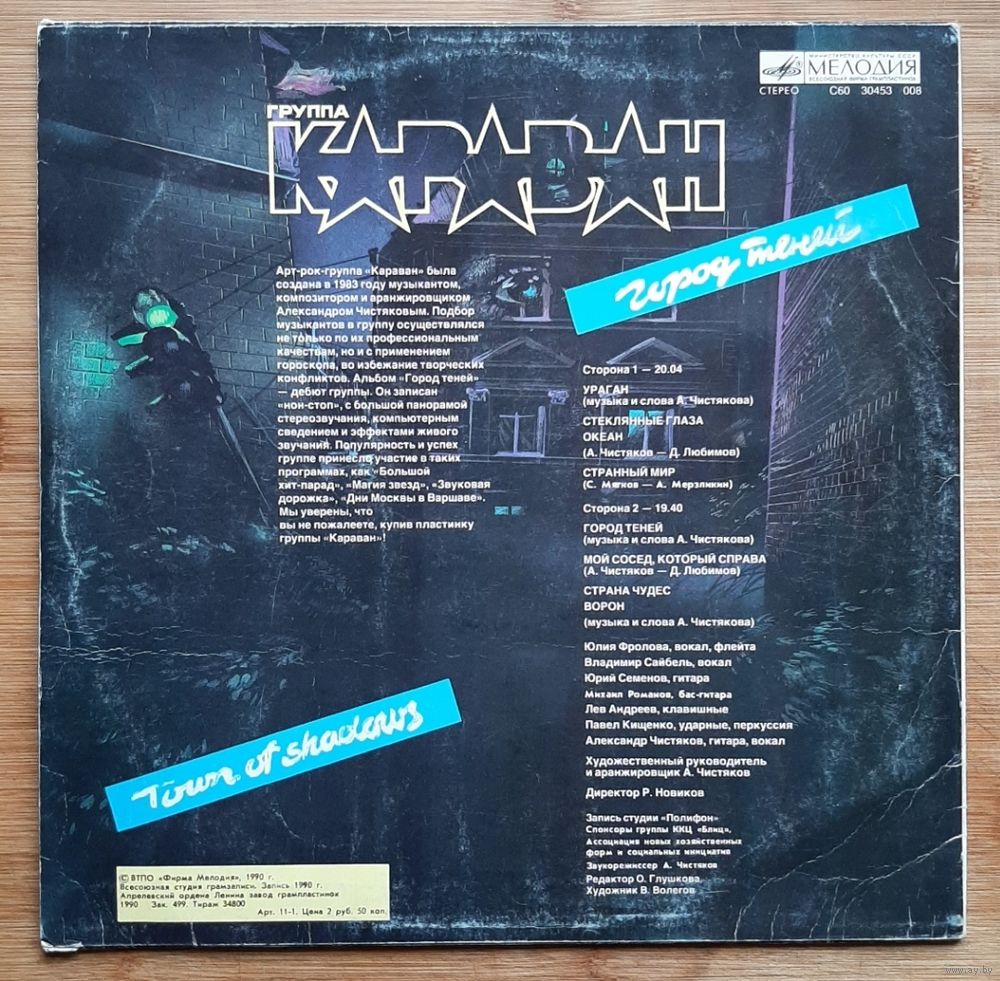 МИНИСТЕРСТВО КУЛЬТУРЫ СССР
МЕЛОДИЯ
ВСЕСОЮЗНАЯ ФИРМА ГРАМПЛАСТИНОК
СТЕРЕО С60 30453 008
ГРУППА
КАРАВАН
Город теней
Арт-рок-группа «Караван» была
создана в 1983 году музыкантом,
композитором и аранжировщиком
Александром Чистяковым. Подбор
музыкантов в группу осуществлялся
не только по их профессиональным
качествам, но и с применением
гороскопа, во избежание творческих
конфликтов. Альбом «Город теней»
— дебют группы. Он записан
«нон-стоп», с большой панорамой
стереозвучания, компьютерным
сведением и эффектами живого
звучания. Популярность и успех
группе принесло участие в таких
программах, как «Большой
хит-парад», «Магия звезд», «Звуковая
дорожка», «Дни Москвы в Варшаве».
Мы уверены, что
вы не пожалеете, купив пластинку
группы «Караван»!
Сторона 1 — 20.04
УРАГАН
(музыка и слова А. Чистякова)
СТЕКЛЯННЫЕ ГЛАЗА
ОКЕАН
(А. Чистяков — Д. Любимов)
СТРАННЫЙ МИР
(С. Мягков — А. Мерзликин)
Сторона 2 — 19.40
ГОРОД ТЕНЕЙ
(музыка и слова А. Чистякова)
МОЙ СОСЕД, КОТОРЫЙ СПРАВА
(А. Чистяков — Д. Любимов)
СТРАНА ЧУДЕС
ВОРОН
(музыка и слова А. Чистякова)
Юлия Фролова, вокал, флейта
Владимир Сайбель, вокал
Юрий Семенов, гитара
Михаил Романов, бас-гитара
Лев Андреев, клавишные
Павел Кищенко, ударные, перкуссия
Александр Чистяков, гитара, вокал
Художественный руководитель
и аранжировщик А. Чистяков
Директор Р. Новиков
Запись студии «Полифон»
Спонсоры группы ККЦ «Блиц»,
Ассоциация новых хозяйственных
форм и социальных инициатив
Звукорежиссер А. Чистяков
Редактор О. Глушкова
Художник В. Волегов
Town of shadows
© ВТПО «Фирма Мелодия», 1990 г.
Всесоюзная студия грамзаписи. Запись 1990 г.
Апрелевский ордена Ленина завод грампластинок
1990 Зак. 499. Тираж 34800
Арт. 11-1. Цена 2 руб. 50 коп.
www.ay.by